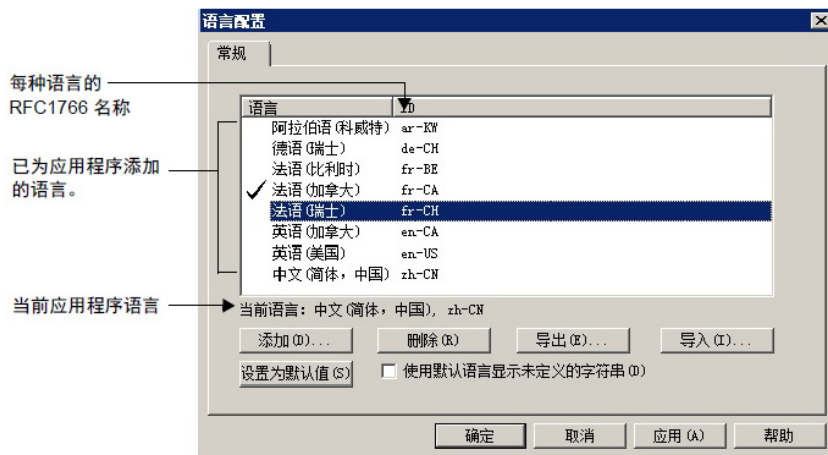 语言配置
常规
每种语言的
RFC1766 名称
语言 ID
阿拉伯语(科威特) ar-KW
德语(瑞士) de-CH
已为应用程序添加
的语言。
法语(比利时) fr-BE
法语(加拿大) fr-CA
法语(瑞士) fr-CH
英语(加拿大) en-CA
英语(美国) en-US
中文(简体，中国) zh-CN
当前应用程序语言
当前语言: 中文(简体，中国), zh-CN
添加(D)... 删除(R) 导出(E)... 导入(I)...
设置为默认值(S) 使用默认语言显示未定义的字符串(D)
确定 取消 应用(A) 帮助